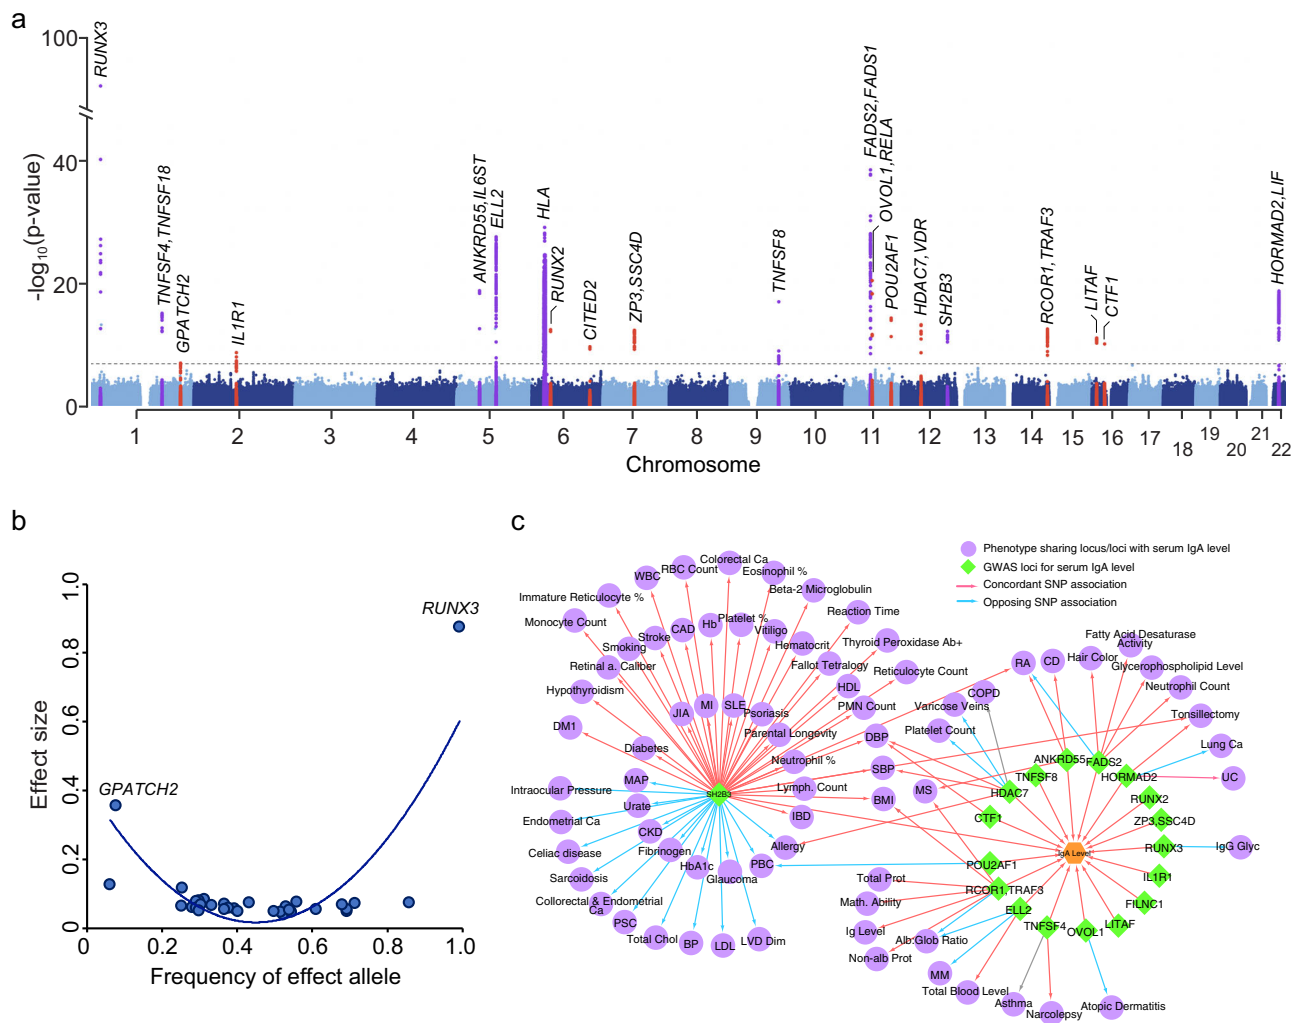 a
100
40
20
0
-log10(p-value)
RUNX3
TNFSF4,TNFSF18
GPATCH2
IL1R1
ANKRD55,IL6ST
ELL2
HLA
RUNX2
CITED2
ZP3,SSC4D
TNFSF8
FADS2,FADS1
OVOL1,RELA
POU2AF1
HDAC7,VDR
SH2B3
RCOR1,TRAF3
LITAF
CTF1
HORMAD2,LIF
1 2 3 4 5 6 7 8 9 10 11 12 13 14 15 16 17 18 19 20 21 22
Chromosome
b
1.0
0.8
0.6
0.4
0.2
0
Effect size
RUNX3
GPATCH2
0 0.2 0.4 0.6 0.8 1.0
Frequency of effect allele
c
Phenotype sharing locus/loci with serum IgA level
GWAS loci for serum IgA level
Concordant SNP association
Opposing SNP association
Colorectal Ca
RBC Count
WBC
Eosinophil %
Beta-2 Microglobulin
Immature Reticulocyte %
Reaction Time
Monocyte Count
Stroke
CAD
Hb
Platelet %
Vitiligo
Smoking
Hematocrit
Thyroid Peroxidase Ab+
Retinal a. Caliber
Fallot Tetralogy
Reticulocyte Count
Hypothyroidism
HDL
JIA
MI
SLE
Psoriasis
PMN Count
DM1
Parental Longevity
Diabetes
Neutrophil %
DBP
SBP
BMI
MS
MAP
Lymph. Count
Intraocular Pressure
SH2B3
Urate
IBD
Endometrial Ca
CKD
Allergy
Celiac disease
Fibrinogen
HbA1c
Glaucoma
PBC
Sarcoidosis
Collorectal & Endometrial
Ca
PSC
Total Chol
BP
LDL
LVD Dim
Fatty Acid Desaturase
Activity
RA
CD
Hair Color
Glycerophospholipid Level
Neutrophil Count
Tonsillectomy
COPD
Varicose Veins
Platelet Count
Lung Ca
UC
ANKRD55
FADS2
TNFSF8
HORMAD2
HDAC7
RUNX2
CTF1
ZP3,SSC4D
IgA Level
RUNX3
IgG Glyc
POU2AF1
IL1R1
Total Prot
RCOR1,TRAF3
Math. Ability
FILNC1
ELL2
TNFSF4
OVOL1
LITAF
Ig Level
Alb:Glob Ratio
Non-alb Prot
MM
Total Blood Level
Asthma
Narcolepsy
Atopic Dermatitis